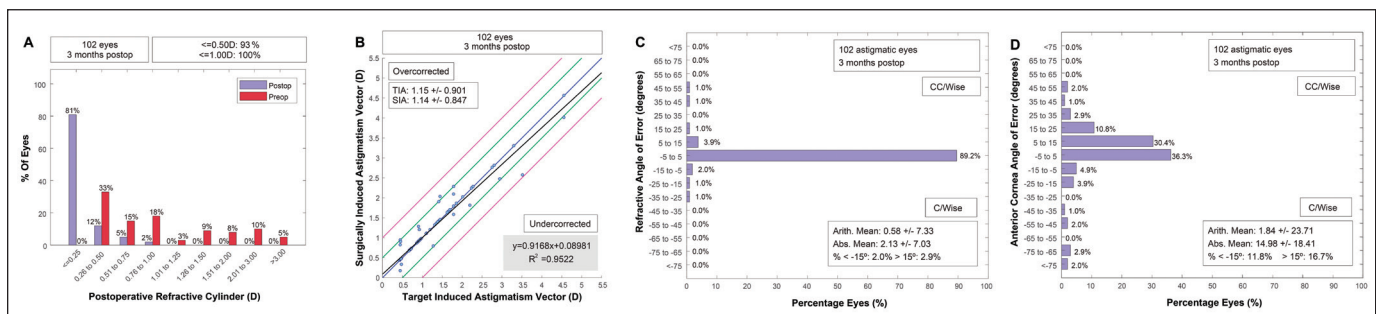 A
102 eyes
3 months postop
<=0.50D: 93 %
<=1.00D: 100%
% Of Eyes
100
80
60
40
20
0
Postop
Preop
81%
0%
12%
33%
5%
15%
2%
18%
0%
3%
0%
9%
0%
8%
0%
10%
0%
5%
<=0.25
0.26 to 0.50
0.51 to 0.75
0.76 to 1.00
1.01 to 1.25
1.26 to 1.50
1.51 to 2.00
2.01 to 3.00
>3.00
Postoperative Refractive Cylinder (D)
B
102 eyes
3 months postop
Surgically Induced Astigmatism Vector (D)
5.5
5
4.5
4
3.5
3
2.5
2
1.5
1
0.5
0
Overcorrected
TIA: 1.15 +/- 0.901
SIA: 1.14 +/- 0.847
Undercorrected
y=0.9168x+0.08981
R2 =0.9522
0 0.5 1 1.5 2 2.5 3 3.5 4 4.5 5 5.5
Target Induced Astigmatism Vector (D)
C
Refractive Angle of Error (degrees)
102 astigmatic eyes
3 months postop
CC/Wise
<75 0.0%
65 to 75 0.0%
55 to 65 0.0%
45 to 55 1.0%
35 to 45 1.0%
25 to 35 0.0%
15 to 25 1.0%
5 to 15 3.9%
-5 to 5 89.2%
-15 to -5 2.0%
-25 to -15 1.0%
-35 to -25 1.0%
-45 to -35 0.0%
-55 to -45 0.0%
-65 to -55 0.0%
-75 to -65 0.0%
<-75 0.0%
C/Wise
Arith. Mean: 0.58 +/- 7.33
Abs. Mean: 2.13 +/- 7.03
% < -15º: 2.0% > 15º: 2.9%
0 10 20 30 40 50 60 70 80 90 100
Percentage Eyes (%)
D
Anterior Cornea Angle of Error (degrees)
102 astigmatic eyes
3 months postop
CC/Wise
<75 0.0%
65 to 75 0.0%
55 to 65 0.0%
45 to 55 2.0%
35 to 45 1.0%
25 to 35 2.9%
15 to 25 10.8%
5 to 15 30.4%
-5 to 5 36.3%
-15 to -5 4.9%
-25 to -15 3.9%
0.0%
-45 to -35 1.0%
2.0%
0.0%
-75 to -65 2.9%
2.0%
C/Wise
Arith. Mean: 1.84 +/- 23.71
Abs. Mean: 14.98 +/- 18.41
% < -15º: 11.8% > 15º: 16.7%
0 10 20 30 40 50 60 70 80 90 100
Percentage Eyes (%)